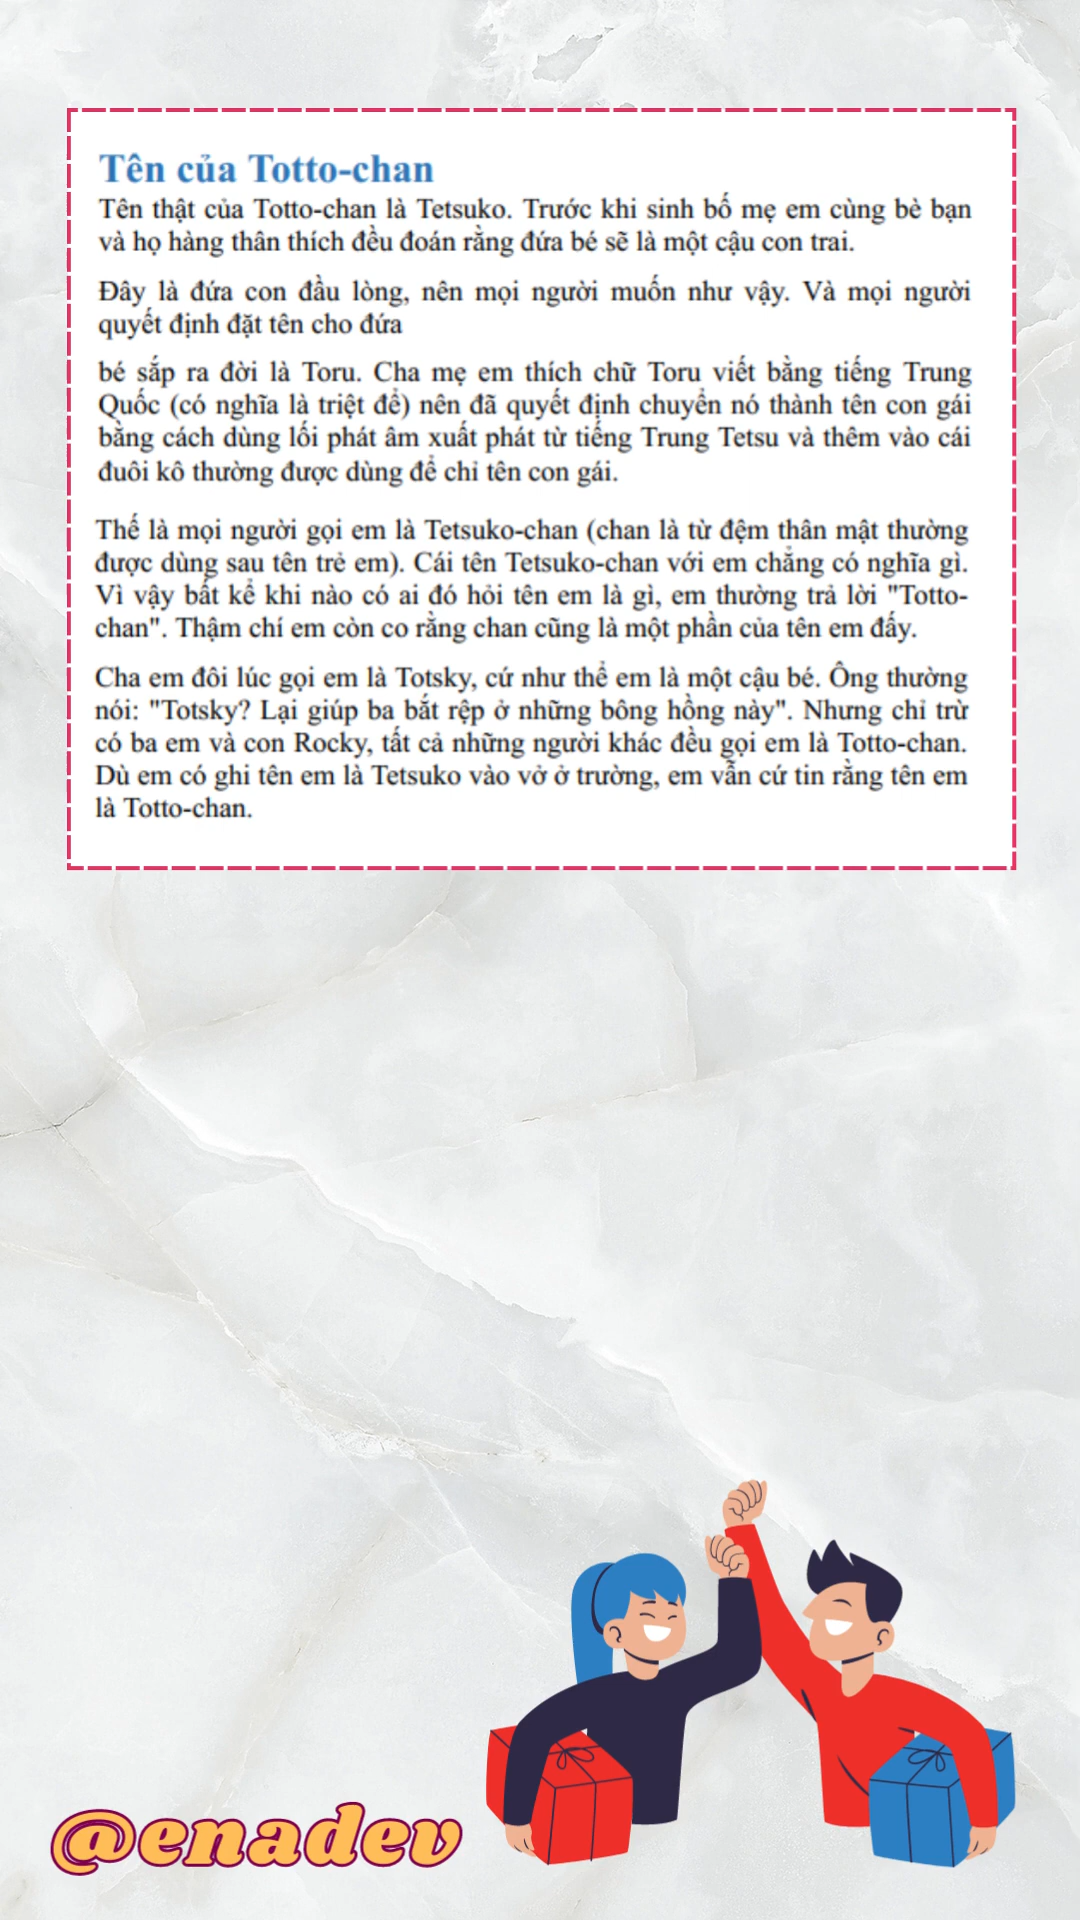 Tên của Totto-chan
Tên thật của Totto-chan là Tetsuko. Trước khi sinh bố mẹ em cùng bè bạn
và họ hàng thân thích đều đoán rằng đứa bé sẽ là một cậu con trai.
Đây là đứa con đầu lòng, nên mọi người muốn như vậy. Và mọi người
quyết định đặt tên cho đứa
bé sắp ra đời là Toru. Cha mẹ em thích chữ Toru viết bằng tiếng Trung
Quốc (có nghĩa là triệt để) nên đã quyết định chuyển nó thành tên con gái
bằng cách dùng lối phát âm xuất phát từ tiếng Trung Tetsu và thêm vào cái
đuôi kô thường được dùng để chỉ tên con gái.
Thế là mọi người gọi em là Tetsuko-chan (chan là từ đệm thân mật thường
được dùng sau tên trẻ em). Cái tên Tetsuko-chan với em chẳng có nghĩa gì.
Vì vậy bất kể khi nào có ai đó hỏi tên em là gì, em thường trả lời "Totto-
chan". Thậm chí em còn co rằng chan cũng là một phần của tên em đấy.
Cha em đôi lúc gọi em là Totsky, cứ như thể em là một cậu bé. Ông thường
nói: "Totsky? Lại giúp ba bắt rệp ở những bông hồng này". Nhưng chỉ trừ
có ba em và con Rocky, tất cả những người khác đều gọi em là Totto-chan.
Dù em có ghi tên em là Tetsuko vào vở ở trường, em vẫn cứ tin rằng tên em
là Totto-chan.
@enadev